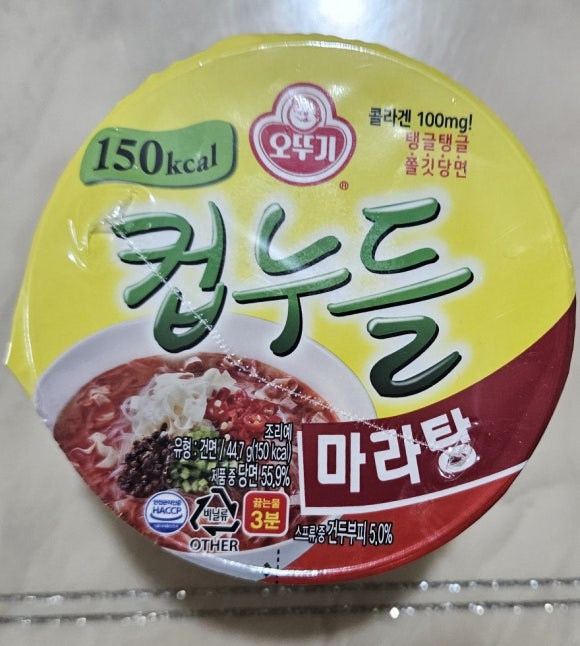 150kcal
오뚜기
®
콜라겐 100mg!
탱글탱글
쫄깃당면
컵누들
마라탕
조리예
유형 : 건면 / 44.7 g(150 kcal)
제품 중 당면 55.9%
HACCP
비닐류
OTHER
끓는물
3분
스프류 중 건두부피 5.0%